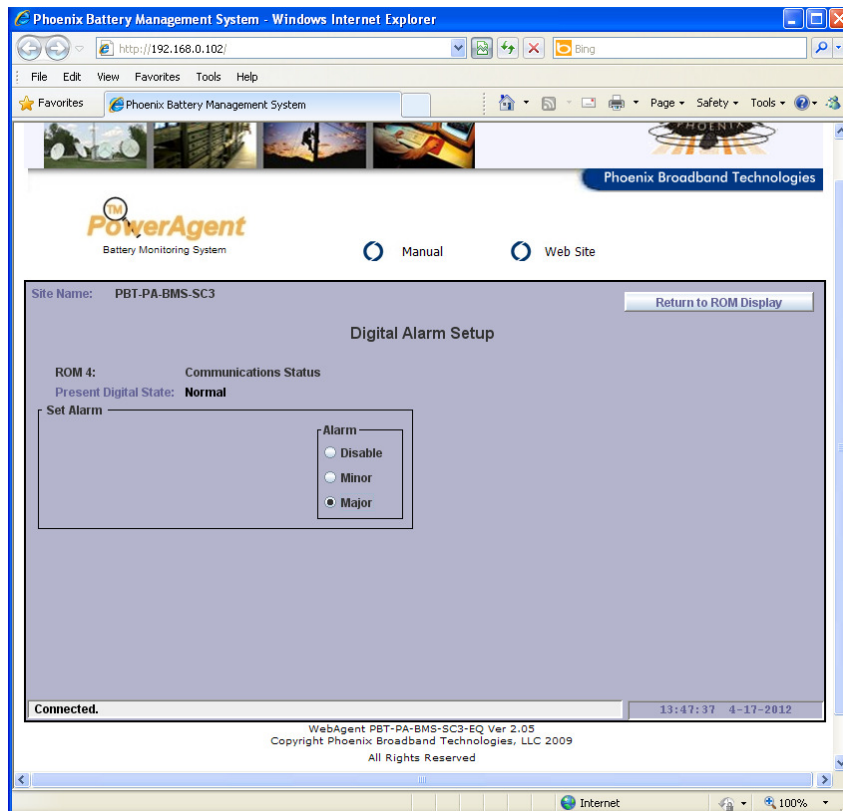 Phoenix Battery Management System - Windows Internet Explorer
http://192.168.0.102/
Bing
File Edit View Favorites Tools Help
Favorites Phoenix Battery Management System Page Safety Tools
PHOENIX
Phoenix Broadband Technologies
TM
PowerAgent
Battery Monitoring System
Manual Web Site
Site Name: PBT-PA-BMS-SC3
Return to ROM Display
Digital Alarm Setup
ROM 4: Communications Status
Present Digital State: Normal
Set Alarm
Alarm
Disable
Minor
Major
Connected. 13:47:37 4-17-2012
WebAgent PBT-PA-BMS-SC3-EQ Ver 2.05
Copyright Phoenix Broadband Technologies, LLC 2009
All Rights Reserved
Internet 100%